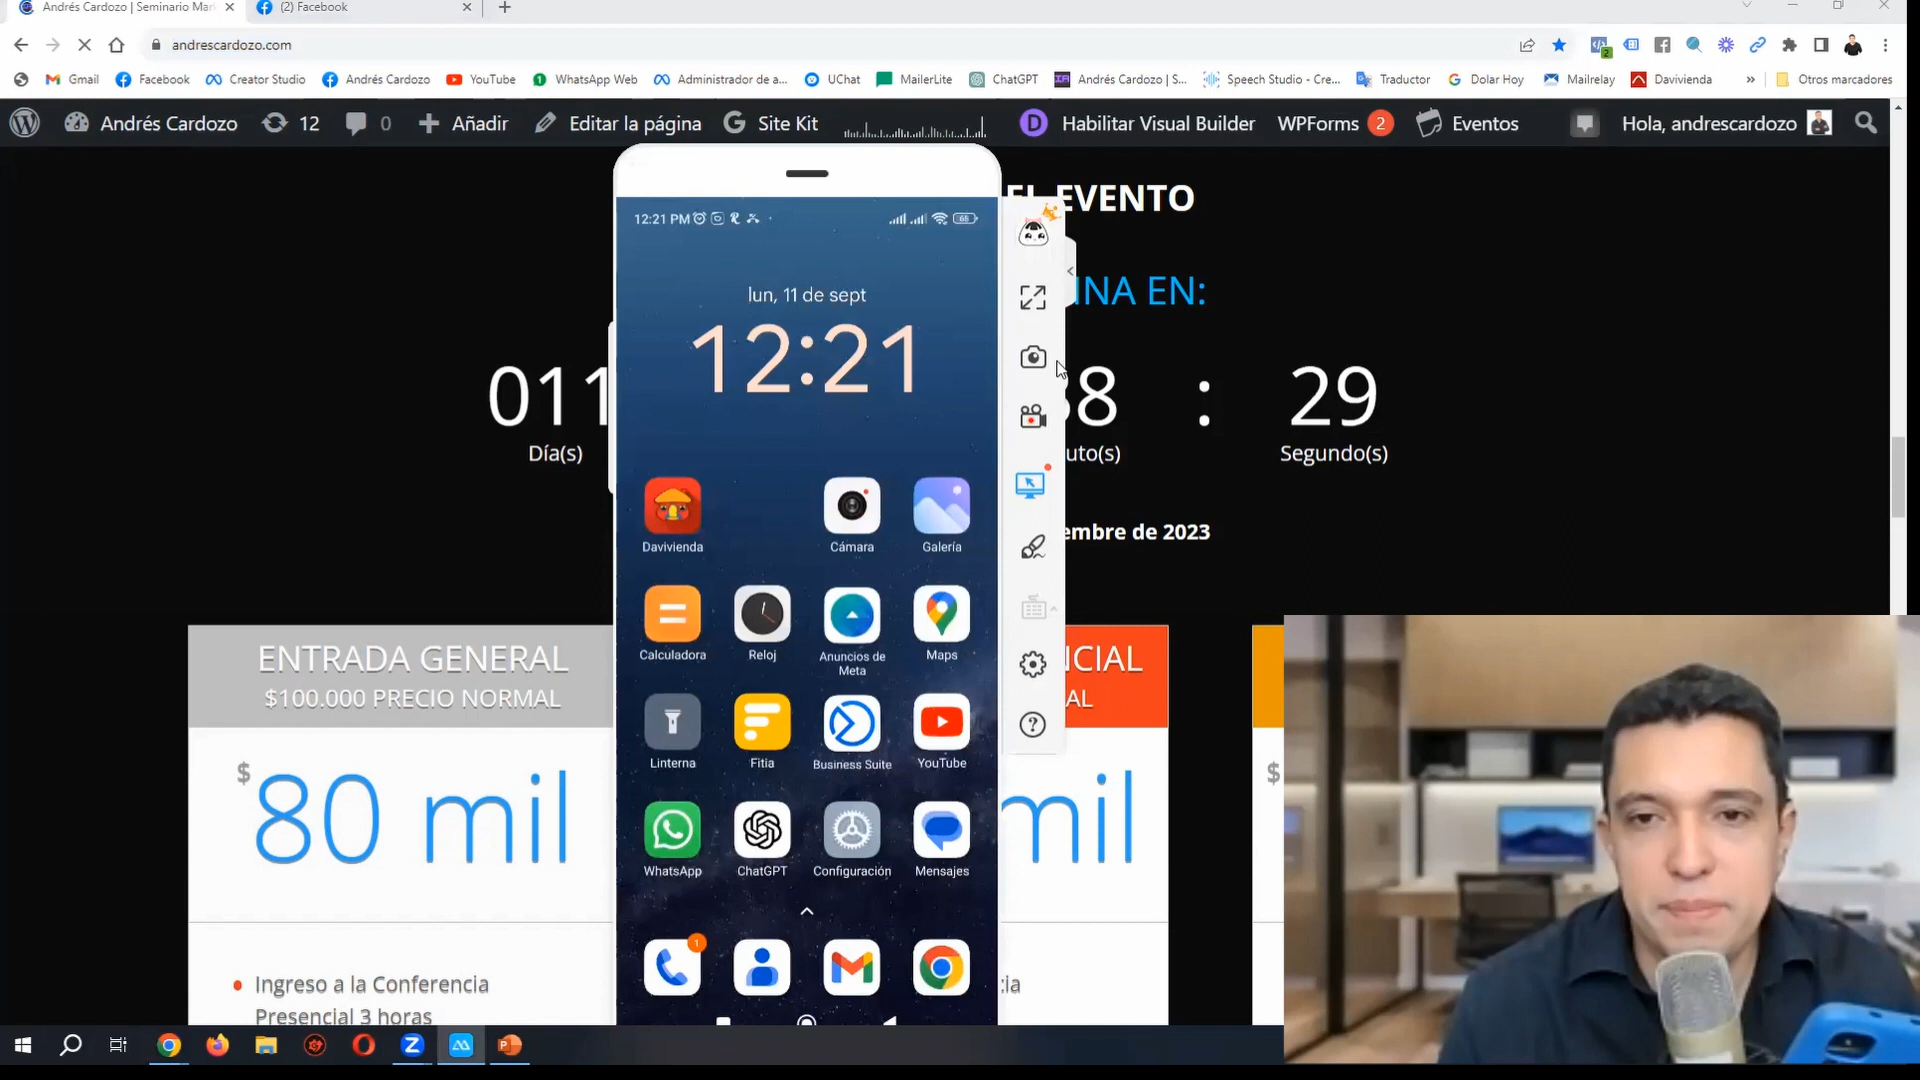 Andrés Cardozo | Seminario Mar
(2) Facebook
andrescardozo.com
Gmail
Facebook
Creator Studio
Andrés Cardozo
YouTube
WhatsApp Web
Administrador de a...
UChat
MailerLite
ChatGPT
Andrés Cardozo | S...
Speech Studio - Cre...
Traductor
Dolar Hoy
Mailrelay
Davivienda
»
Otros marcadores
Andrés Cardozo
12
0
Añadir
Editar la página
Site Kit
Habilitar Visual Builder
WPForms 2
Eventos
Hola, andrescardozo
EL EVENTO
INA EN:
011
8 : 29
Día(s)
uto(s)
Segundo(s)
embre de 2023
12:21 PM
65
lun, 11 de sept
12:21
Davivienda
Cámara
Galería
Calculadora
Reloj
Anuncios de
Meta
Maps
Linterna
Fitia
Business Suite
YouTube
WhatsApp
ChatGPT
Configuración
Mensajes
1
ENTRADA GENERAL
$100.000 PRECIO NORMAL
$
80 mil
Ingreso a la Conferencia
Presencial 3 horas
NCIAL
AL
mil
cia
$